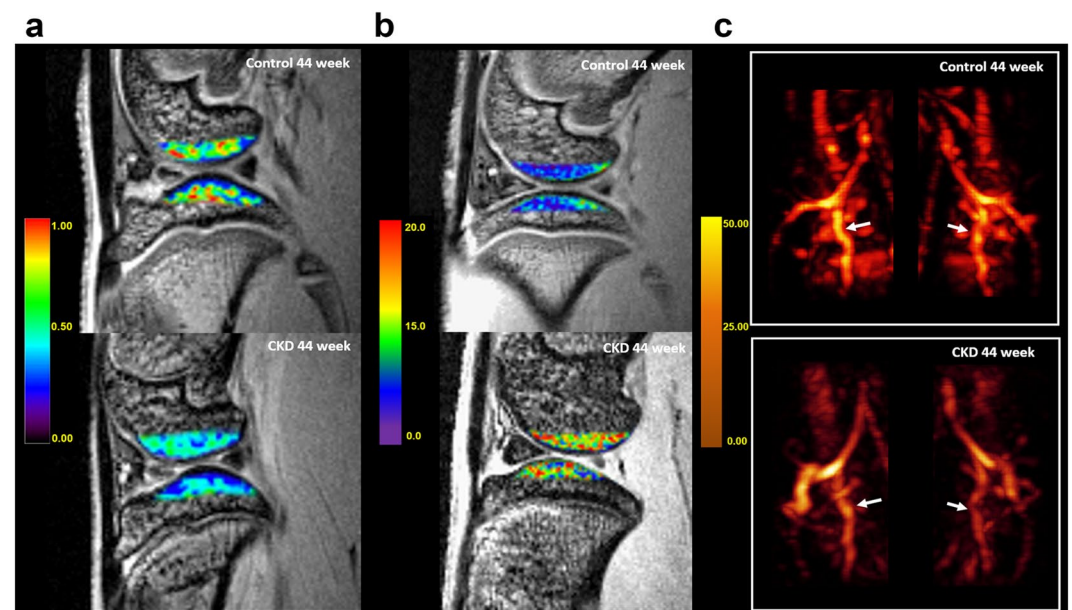 a
b
c
Control 44 week
Control 44 week
Control 44 week
1.00
0.50
0.00
20.0
15.0
0.0
50.00
25.00
0.00
CKD 44 week
CKD 44 week
CKD 44 week